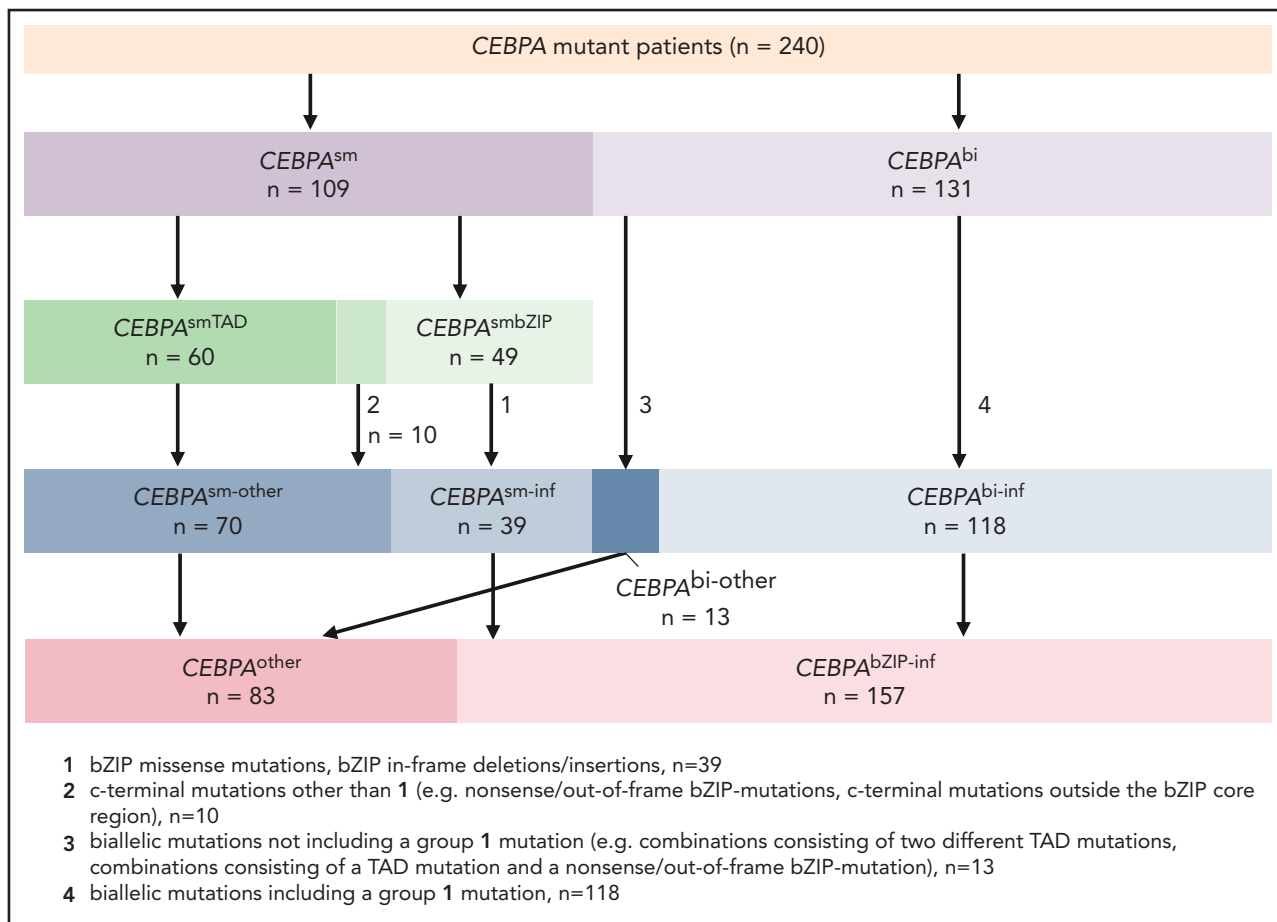 CEBPA mutant patients (n = 240)
CEBPAsm
n = 109
CEBPAbi
n = 131
CEBPAsmTAD
n = 60
CEBPAsmbZIP
n = 49
2
n = 10
1
3
4
CEBPAsm-other
n = 70
CEBPAsm-inf
n = 39
CEBPAbi-inf
n = 118
CEBPAbi-other
n = 13
CEBPAother
n = 83
CEBPAbZIP-inf
n = 157
1 bZIP missense mutations, bZIP in-frame deletions/insertions, n=39
2 c-terminal mutations other than 1 (e.g. nonsense/out-of-frame bZIP-mutations, c-terminal mutations outside the bZIP core
region), n=10
3 biallelic mutations not including a group 1 mutation (e.g. combinations consisting of two different TAD mutations,
combinations consisting of a TAD mutation and a nonsense/out-of-frame bZIP-mutation), n=13
4 biallelic mutations including a group 1 mutation, n=118